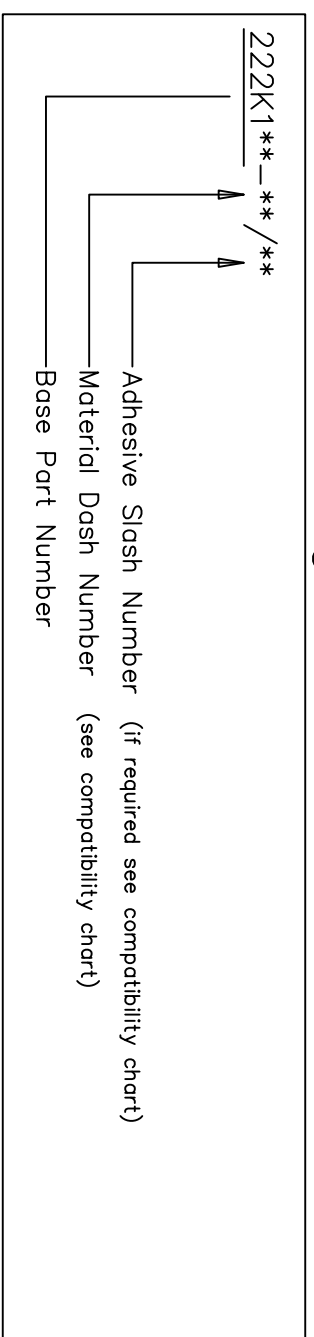 222K1**-**/**
Adhesive Slash Number (if required see compatibility chart)
Material Dash Number (see compatibility chart)
Base Part Number